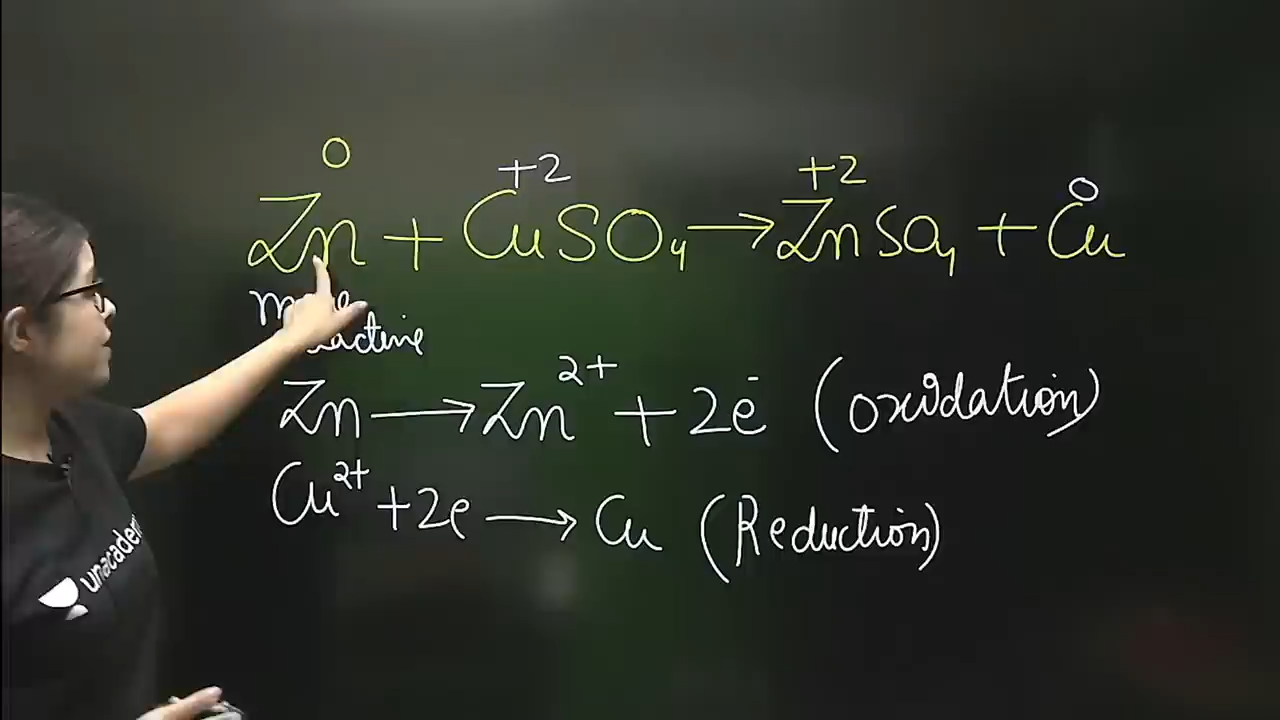 0 +2 +2 0
Zn + CuSO₄ → ZnSO₄ + Cu
Zn → Zn²⁺ + 2e⁻ (oxidation)
Cu²⁺ + 2e → Cu (Reduction)